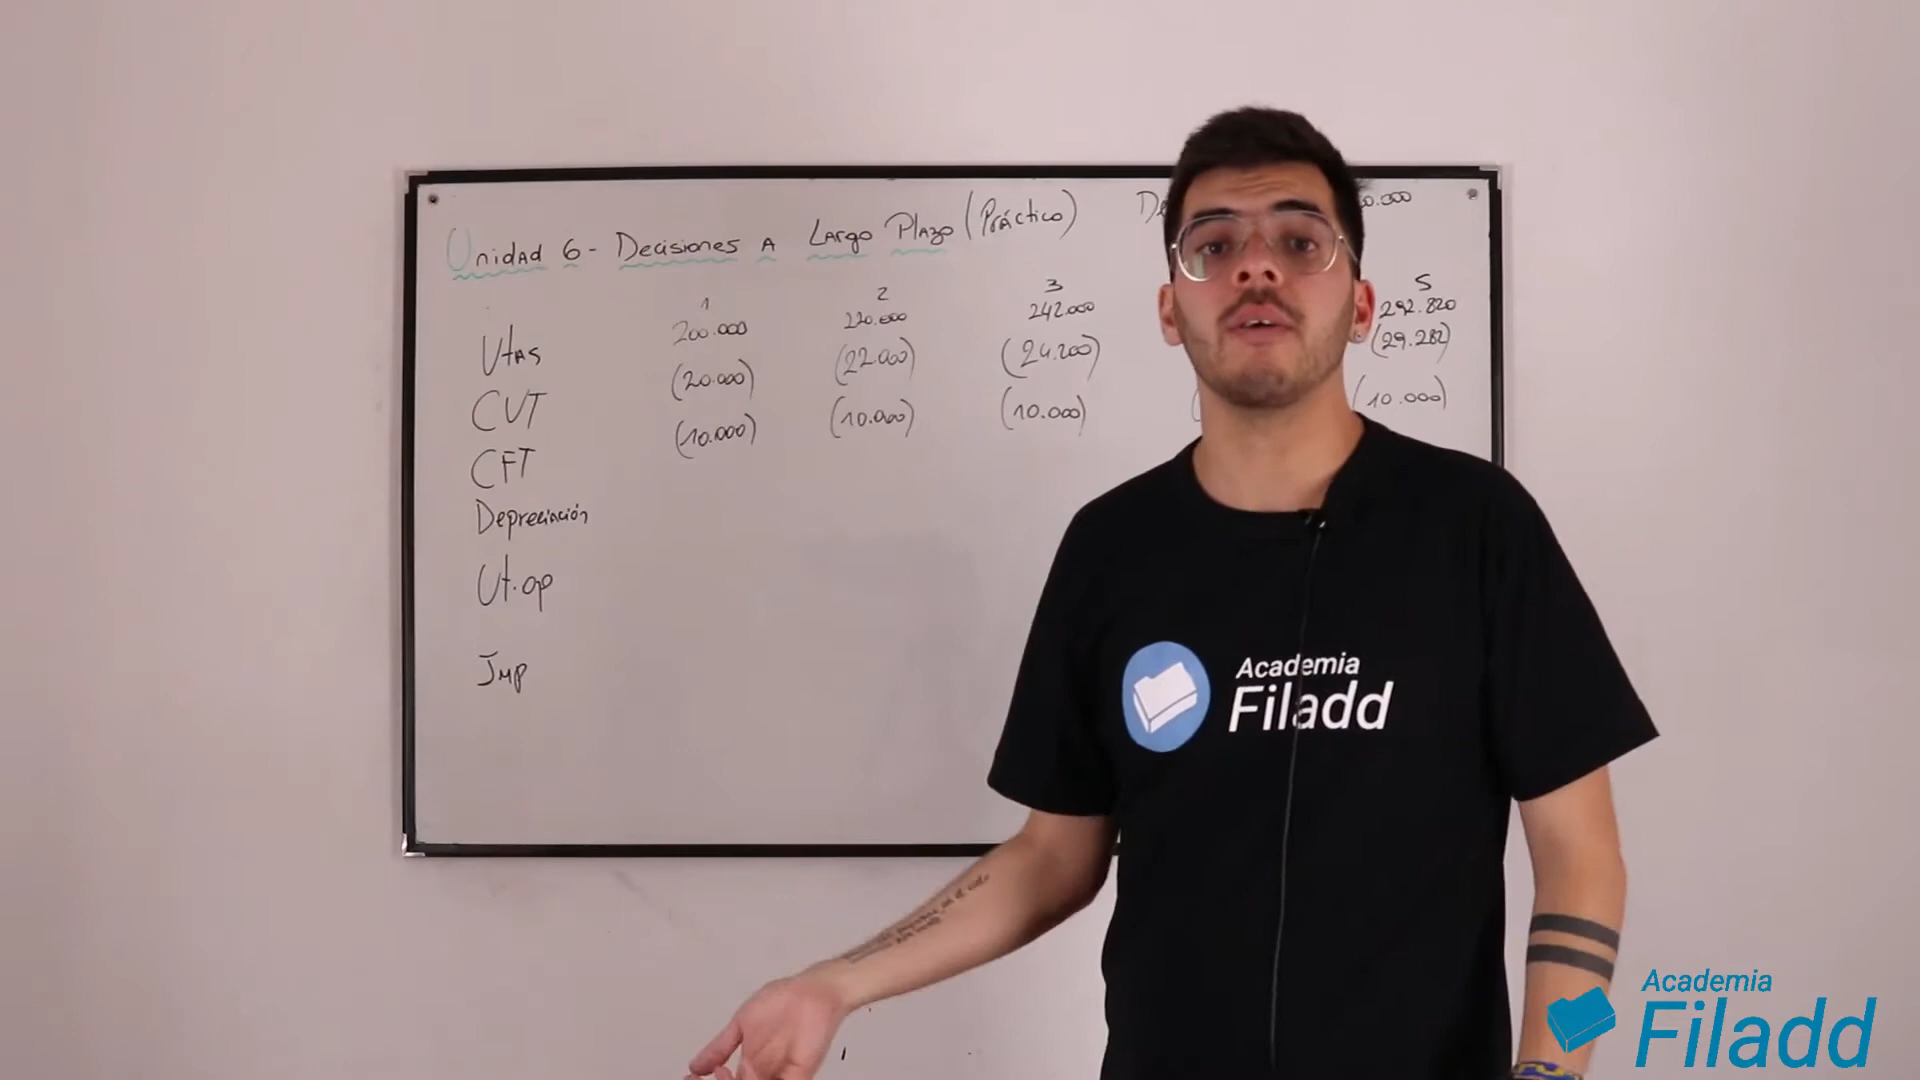 Unidad 6 - Decisiones A Largo Plazo (Práctico)
1 2 3 5
Vtas 200.000 220.000 242.000 292.820
CVT (20.000) (22.000) (24.200) (29.282)
CFT (10.000) (10.000) (10.000) (10.000)
Depreciación
Ut.op
Imp
Academia
Filadd
Academia
Filadd